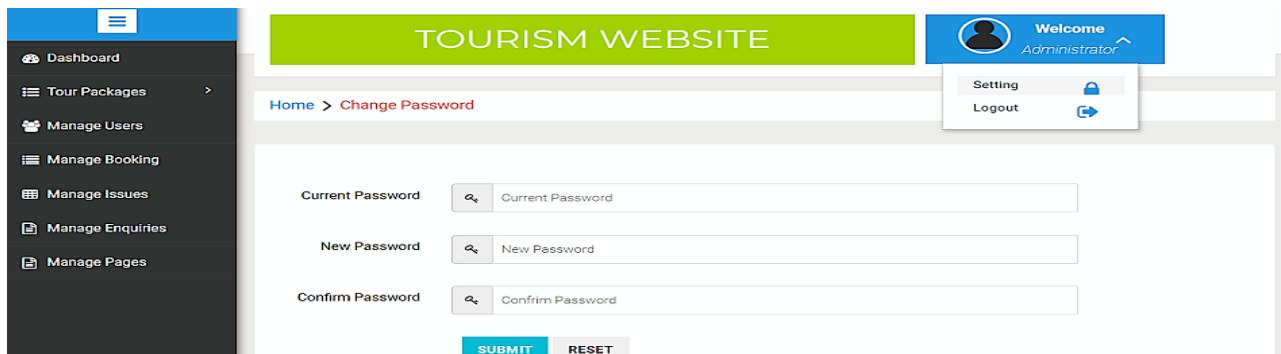 TOURISM WEBSITE
Welcome
Administrator
Setting
Logout
Dashboard
Tour Packages >
Manage Users
Manage Booking
Manage Issues
Manage Enquiries
Manage Pages
Home > Change Password
Current Password Current Password
New Password New Password
Confirm Password Confrim Password
SUBMIT RESET